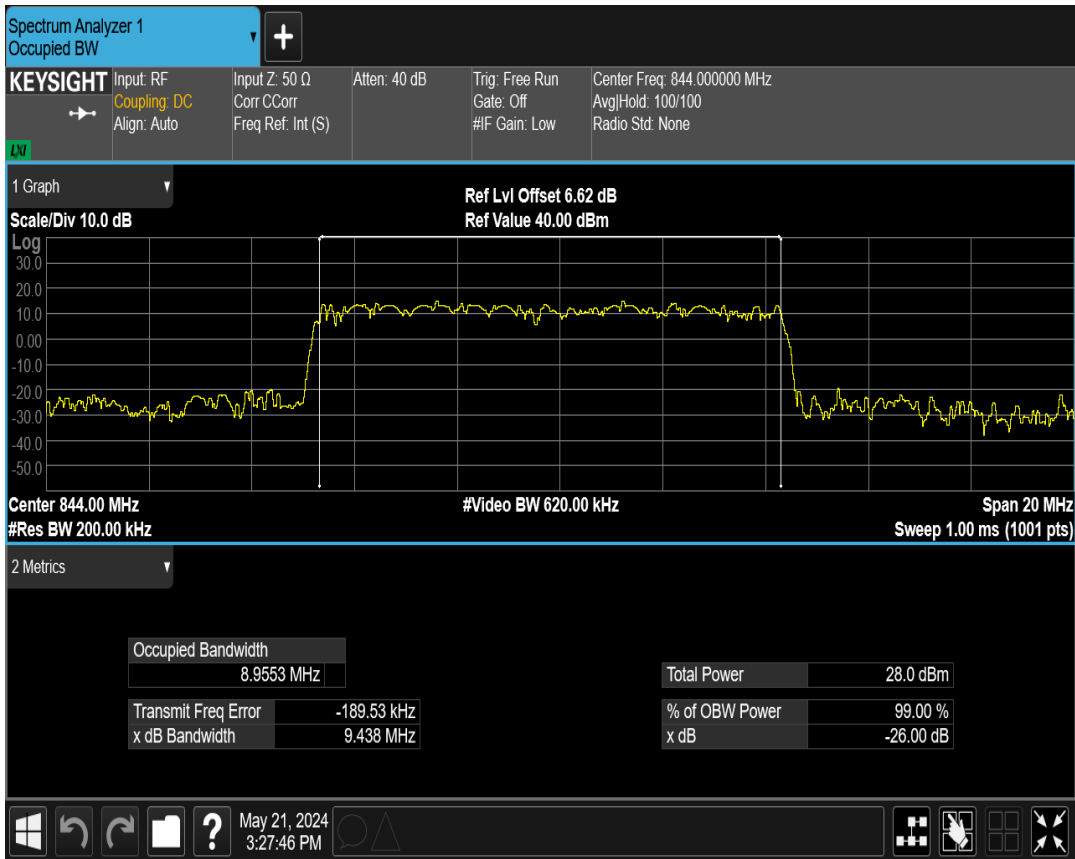 Spectrum Analyzer 1
Occupied BW
KEYSIGHT
LXI
Input: RF
Coupling: DC
Align: Auto
Input Z: 50 Ω
Corr CCorr
Freq Ref: Int (S)
Atten: 40 dB
Trig: Free Run
Gate: Off
#IF Gain: Low
Center Freq: 844.000000 MHz
Avg|Hold: 100/100
Radio Std: None
1 Graph
Scale/Div 10.0 dB
Ref Lvl Offset 6.62 dB
Ref Value 40.00 dBm
Log
30.0
20.0
10.0
0.00
-10.0
-20.0
-30.0
-40.0
-50.0
Center 844.00 MHz
#Video BW 620.00 kHz
Span 20 MHz
#Res BW 200.00 kHz
Sweep 1.00 ms (1001 pts)
2 Metrics
Occupied Bandwidth
8.9553 MHz
Total Power 28.0 dBm
Transmit Freq Error -189.53 kHz
% of OBW Power 99.00 %
x dB Bandwidth 9.438 MHz
x dB -26.00 dB
?
May 21, 2024
3:27:46 PM